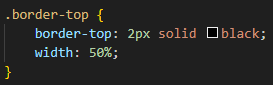 .border-top {
    border-top: 2px solid black;
    width: 50%;
}